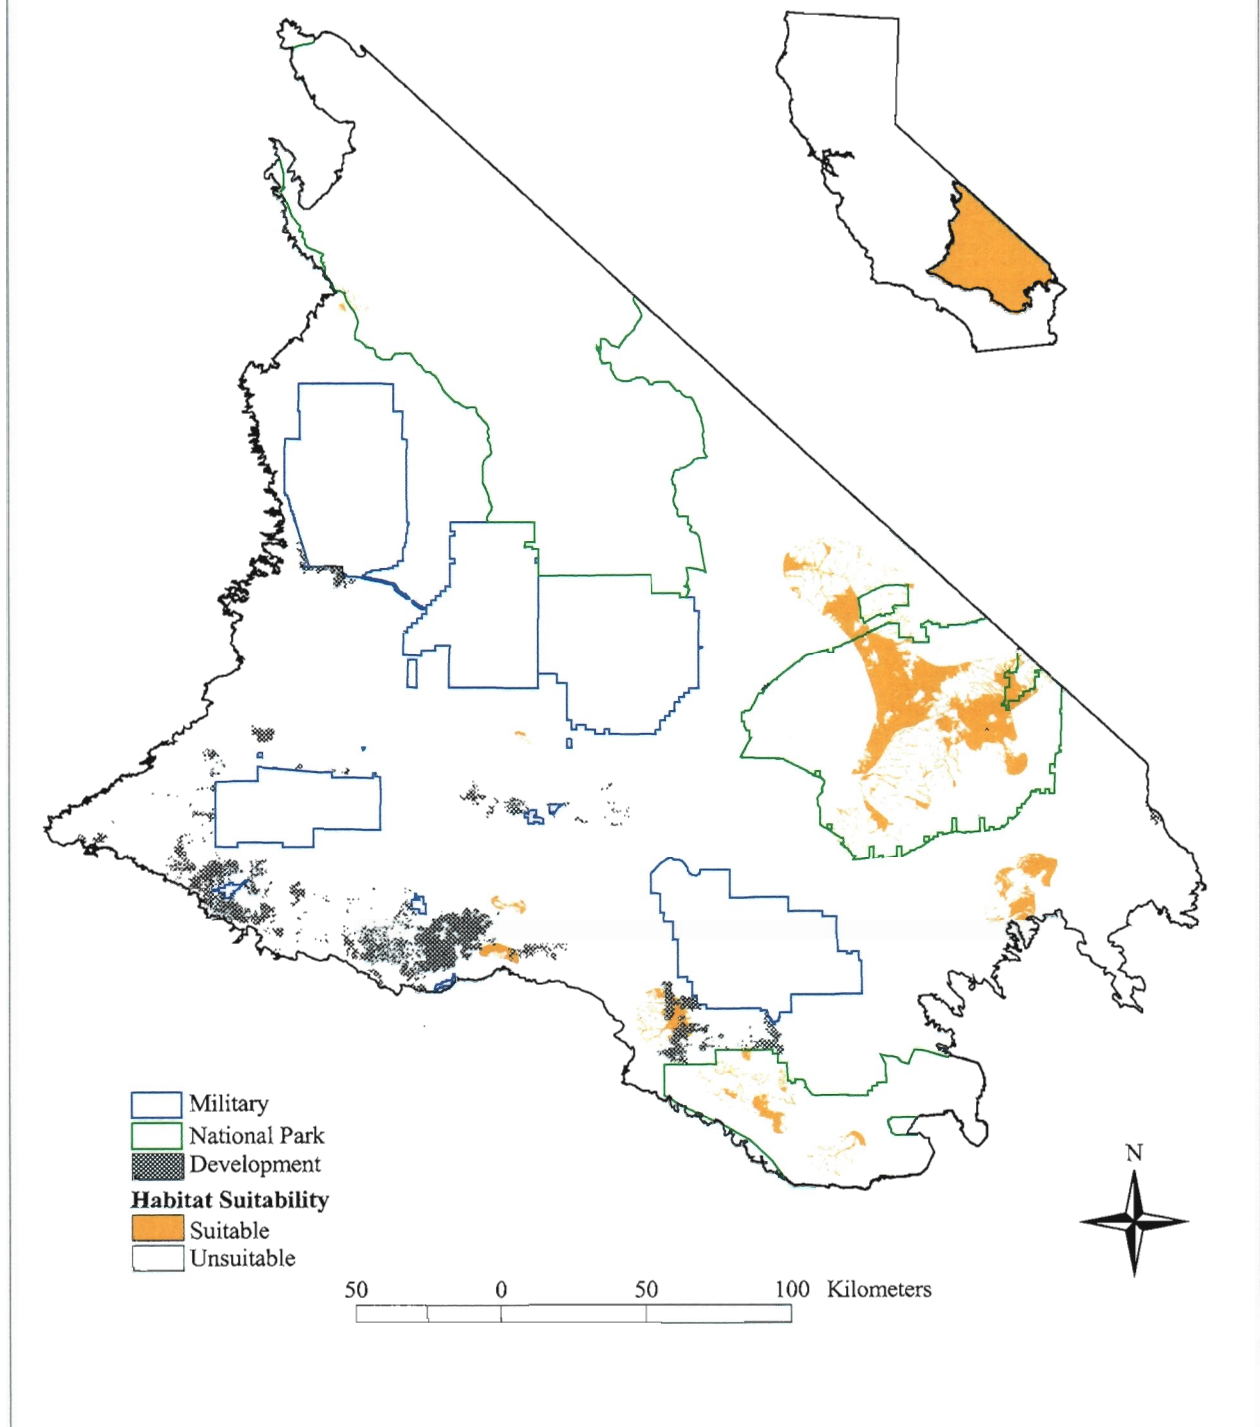 Military
National Park
Development
Habitat Suitability
Suitable
Unsuitable
N
50 0 50 100 Kilometers